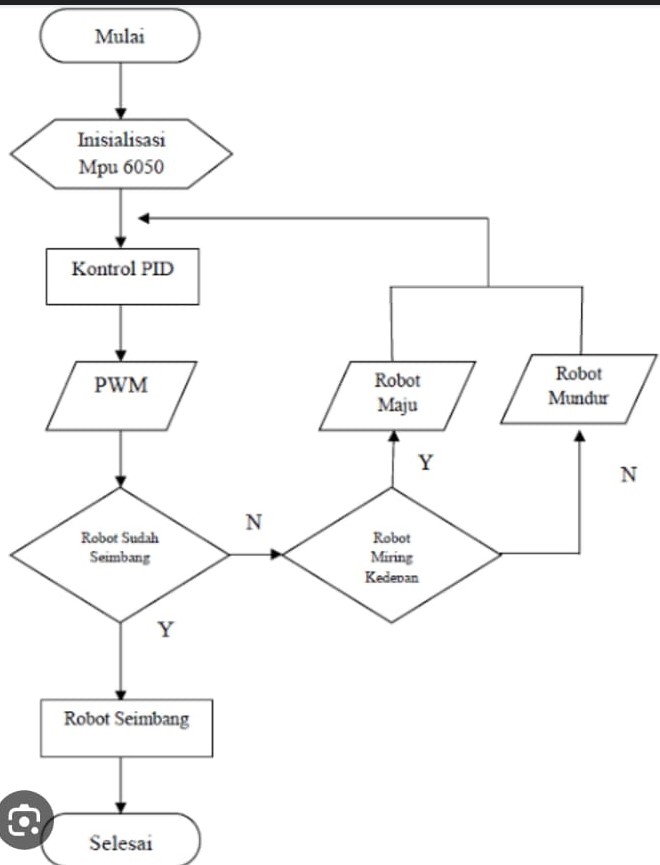 Mulai
Inisialisasi
Mpu 6050
Kontrol PID
PWM
Robot
Maju
Robot
Mundur
Y
N
Robot Sudah
Seimbang
N
Robot
Miring
Kedepan
Y
Robot Seimbang
Selesai